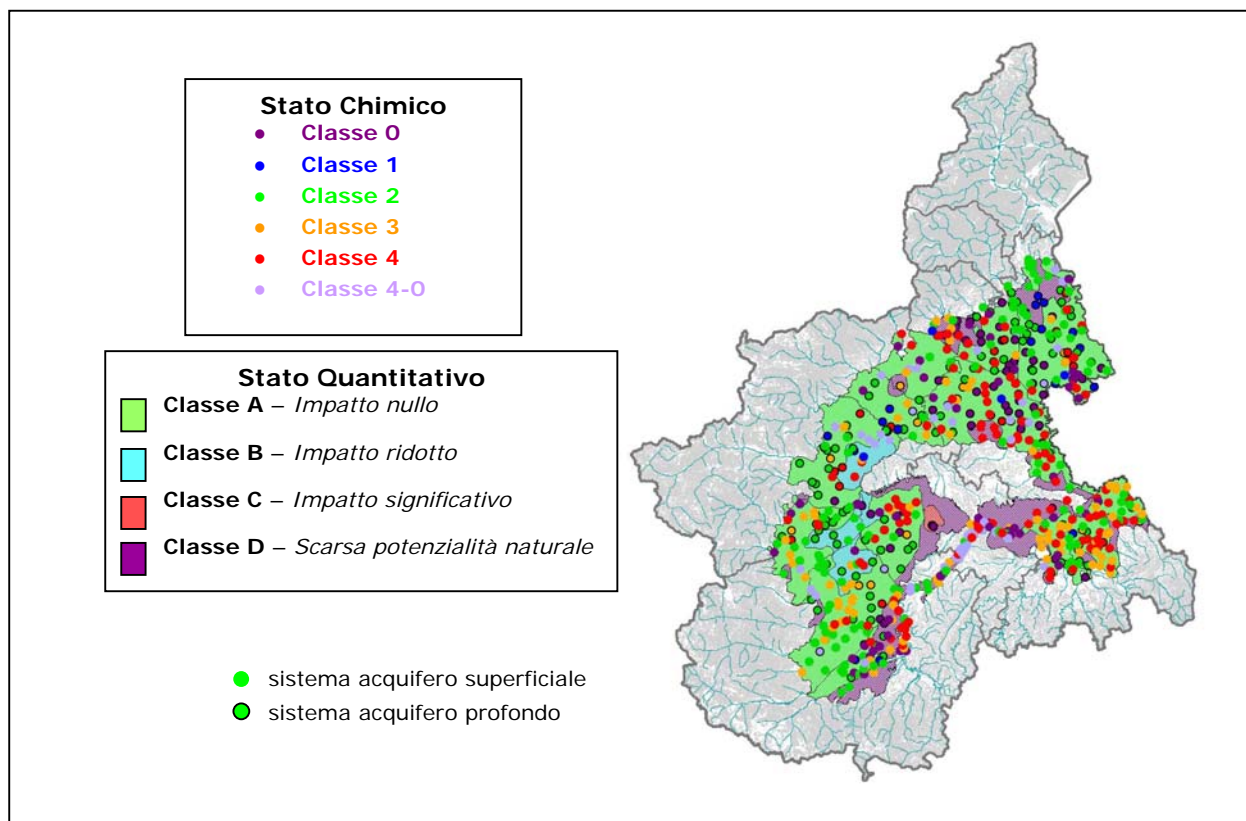 Stato Chimico
Classe 0
Classe 1
Classe 2
Classe 3
Classe 4
Classe 4-0
Stato Quantitativo
Classe A – Impatto nullo
Classe B – Impatto ridotto
Classe C – Impatto significativo
Classe D – Scarsa potenzialità naturale
sistema acquifero superficiale
sistema acquifero profondo